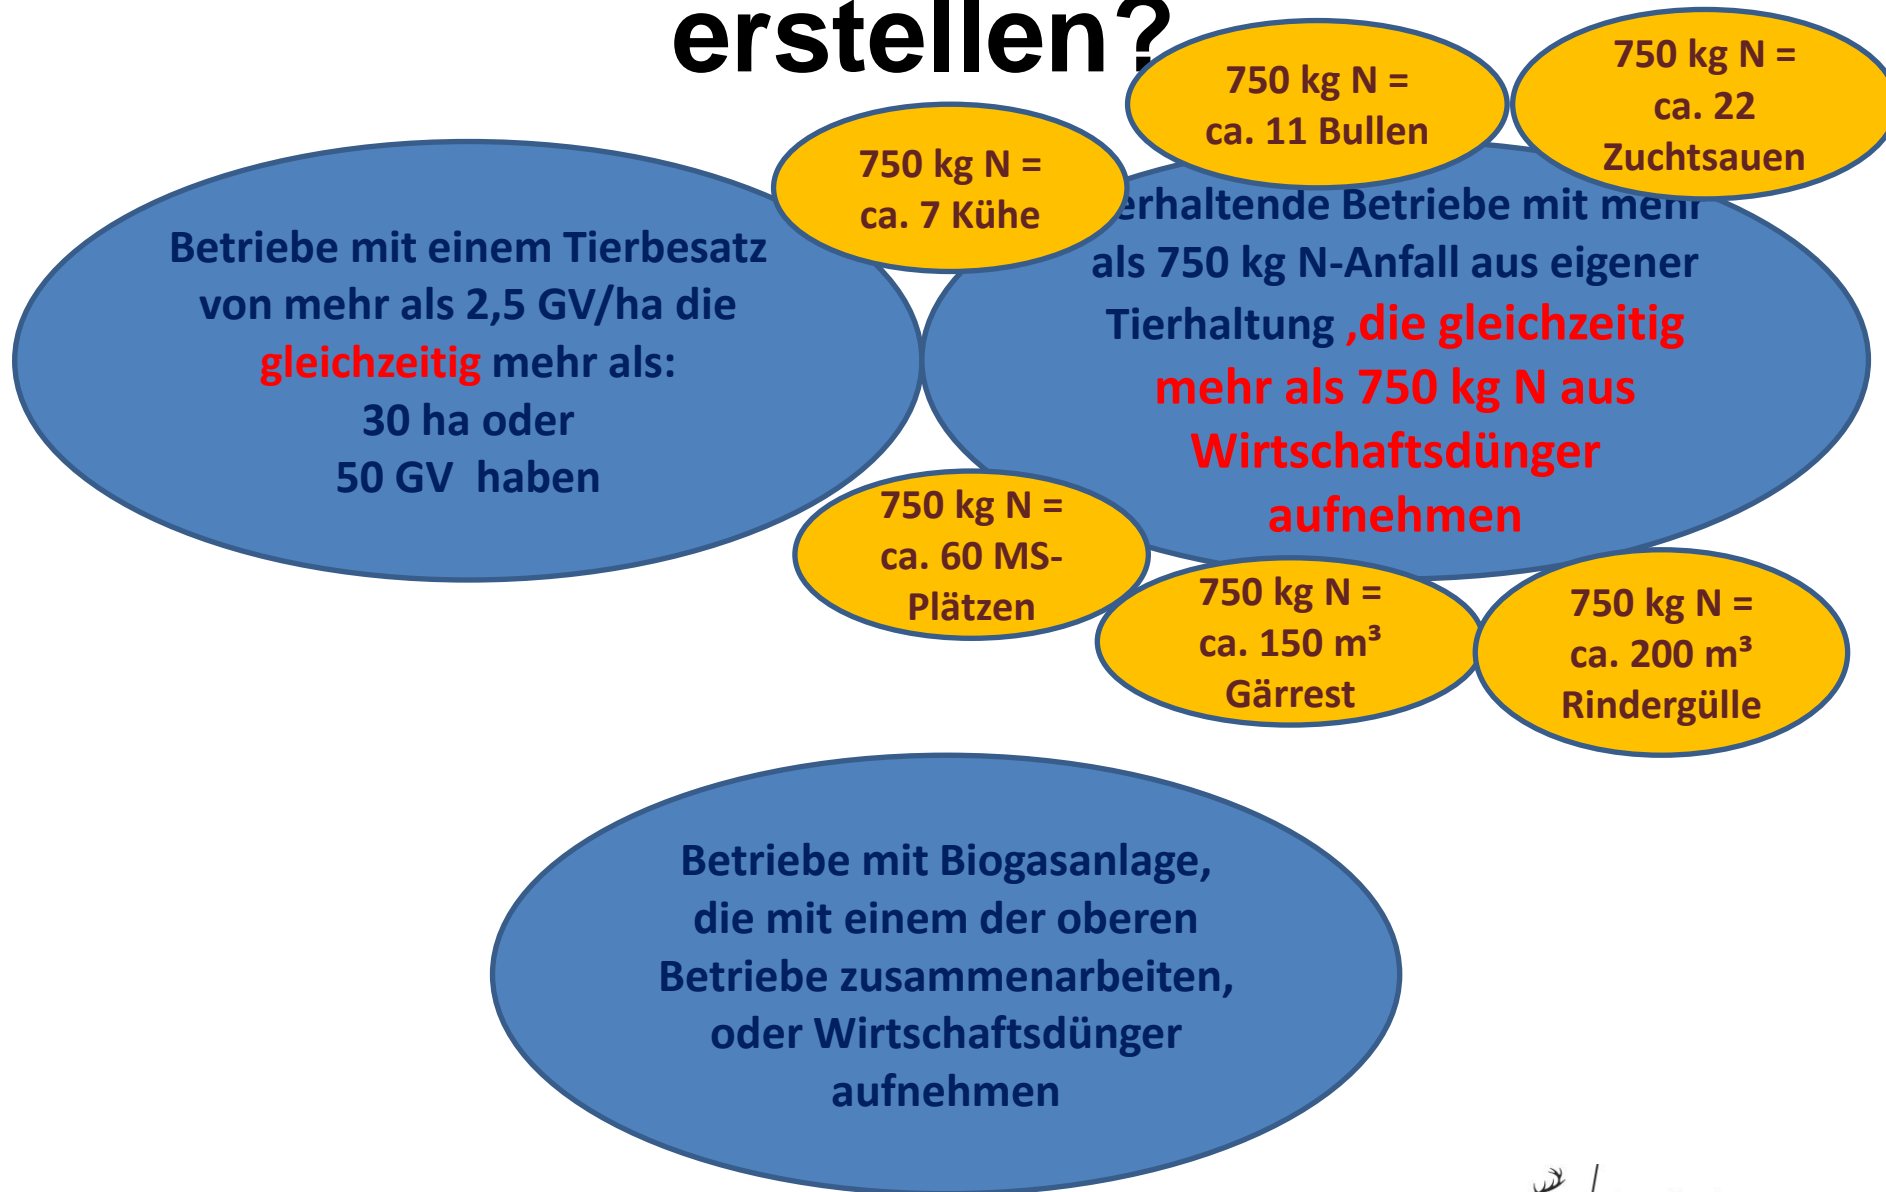 erstellen?
750 kg N =
ca. 11 Bullen
750 kg N =
ca. 22
Zuchtsauen
750 kg N =
ca. 7 Kühe
Betriebe mit einem Tierbesatz
von mehr als 2,5 GV/ha die
gleichzeitig mehr als:
30 ha oder
50 GV haben
erhaltende Betriebe mit mehr
als 750 kg N-Anfall aus eigener
Tierhaltung ,die gleichzeitig
mehr als 750 kg N aus
Wirtschaftsdünger
aufnehmen
750 kg N =
ca. 60 MS-
Plätzen
750 kg N =
ca. 150 m³
Gärrest
750 kg N =
ca. 200 m³
Rindergülle
Betriebe mit Biogasanlage,
die mit einem der oberen
Betriebe zusammenarbeiten,
oder Wirtschaftsdünger
aufnehmen